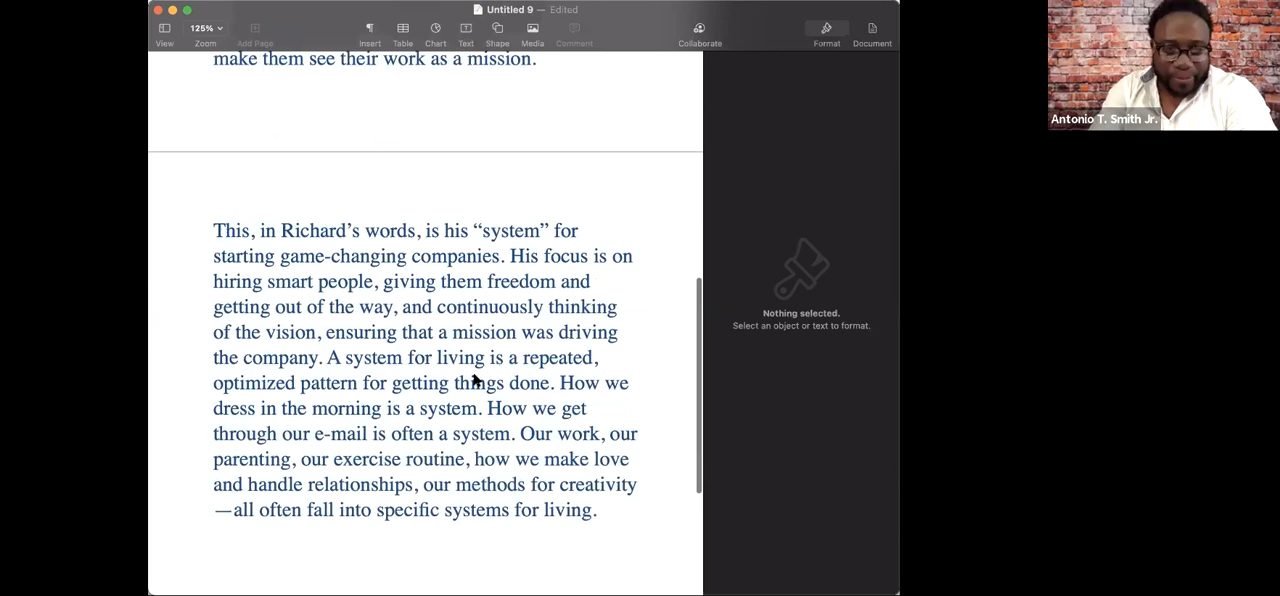 Untitled 9 — Edited
125%
View
Zoom
Add Page
Insert
Table
Chart
Text
Shape
Media
Comment
Collaborate
Format
Document
make them see their work as a mission.
This, in Richard’s words, is his “system” for
starting game-changing companies. His focus is on
hiring smart people, giving them freedom and
getting out of the way, and continuously thinking
of the vision, ensuring that a mission was driving
the company. A system for living is a repeated,
optimized pattern for getting things done. How we
dress in the morning is a system. How we get
through our e-mail is often a system. Our work, our
parenting, our exercise routine, how we make love
and handle relationships, our methods for creativity
—all often fall into specific systems for living.
Nothing selected.
Select an object or text to format.
Antonio T. Smith Jr.